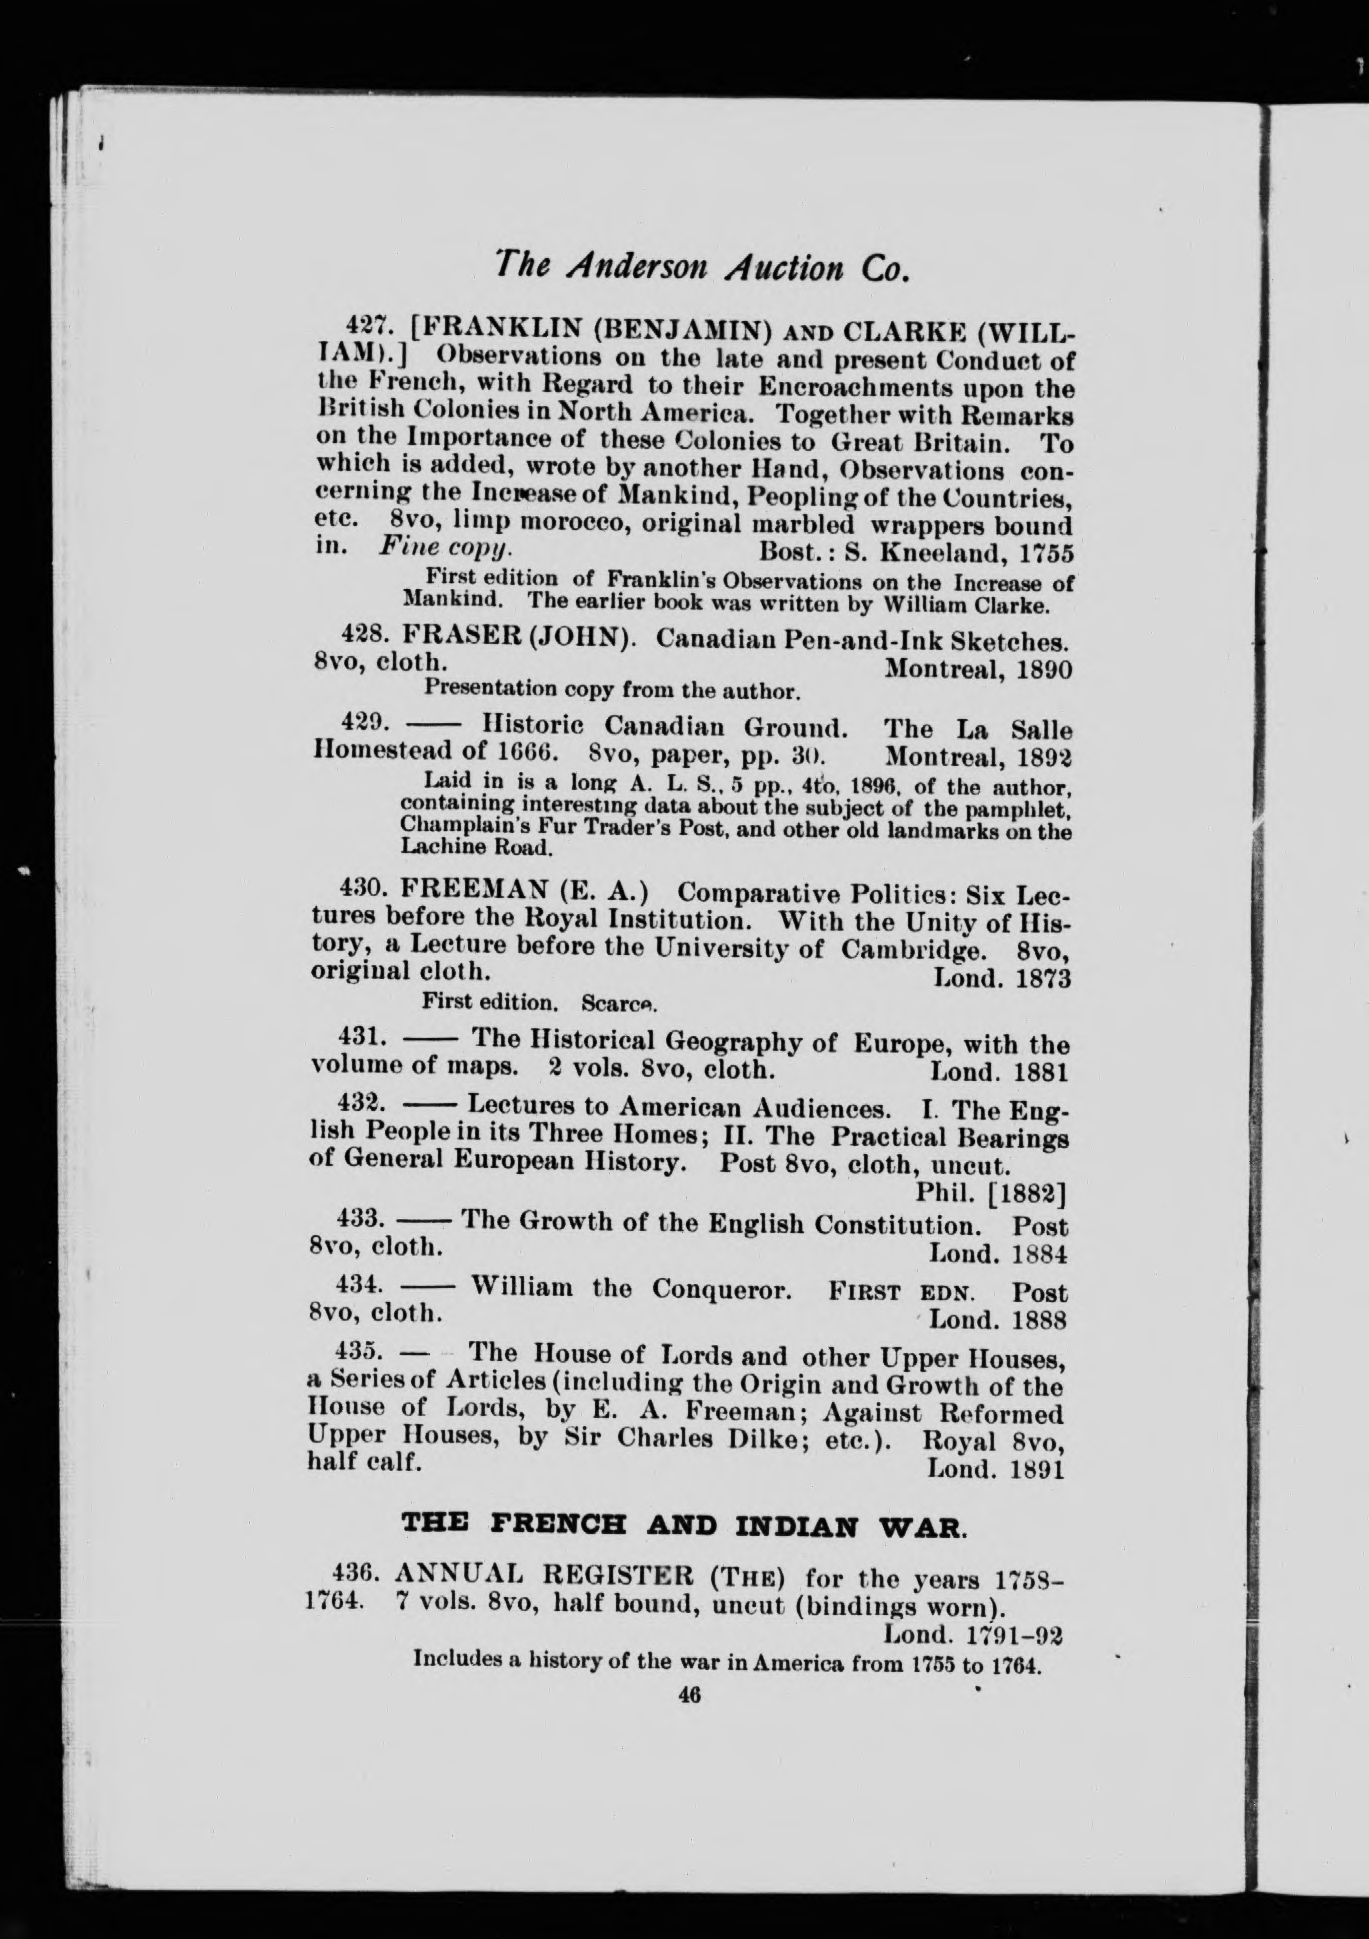 The Anderson Auction Co.
427. [FRANKLIN (BENJAMIN) AND CLARKE (WILL-
IAM).] Observations on the late and present Conduct of
the French, with Regard to their Encroachments upon the
British Colonies in North America. Together with Remarks
on the Importance of these Colonies to Great Britain. To
which is added, wrote by another Hand, Observations con-
cerning the Increase of Mankind, Peopling of the Countries,
etc. 8vo, limp morocco, original marbled wrappers bound
in. Fine copy. Bost.: S. Kneeland, 1755
First edition of Franklin's Observations on the Increase of
Mankind. The earlier book was written by William Clarke.
428. FRASER (JOHN). Canadian Pen-and-Ink Sketches.
8vo, cloth. Montreal, 1890
Presentation copy from the author.
429. —— Historic Canadian Ground. The La Salle
Homestead of 1666. 8vo, paper, pp. 30. Montreal, 1892
Laid in is a long A. L. S., 5 pp., 4to, 1896, of the author,
containing interesting data about the subject of the pamphlet,
Champlain's Fur Trader's Post, and other old landmarks on the
Lachine Road.
430. FREEMAN (E. A.) Comparative Politics: Six Lec-
tures before the Royal Institution. With the Unity of His-
tory, a Lecture before the University of Cambridge. 8vo,
original cloth. Lond. 1873
First edition. Scarce.
431. —— The Historical Geography of Europe, with the
volume of maps. 2 vols. 8vo, cloth. Lond. 1881
432. —— Lectures to American Audiences. I. The Eng-
lish People in its Three Homes; II. The Practical Bearings
of General European History. Post 8vo, cloth, uncut.
Phil. [1882]
433. —— The Growth of the English Constitution. Post
8vo, cloth. Lond. 1884
434. —— William the Conqueror. FIRST EDN. Post
8vo, cloth. Lond. 1888
435. —— The House of Lords and other Upper Houses,
a Series of Articles (including the Origin and Growth of the
House of Lords, by E. A. Freeman; Against Reformed
Upper Houses, by Sir Charles Dilke; etc.). Royal 8vo,
half calf. Lond. 1891
THE FRENCH AND INDIAN WAR.
436. ANNUAL REGISTER (THE) for the years 1758-
1764. 7 vols. 8vo, half bound, uncut (bindings worn).
Lond. 1791-92
Includes a history of the war in America from 1755 to 1764.
46